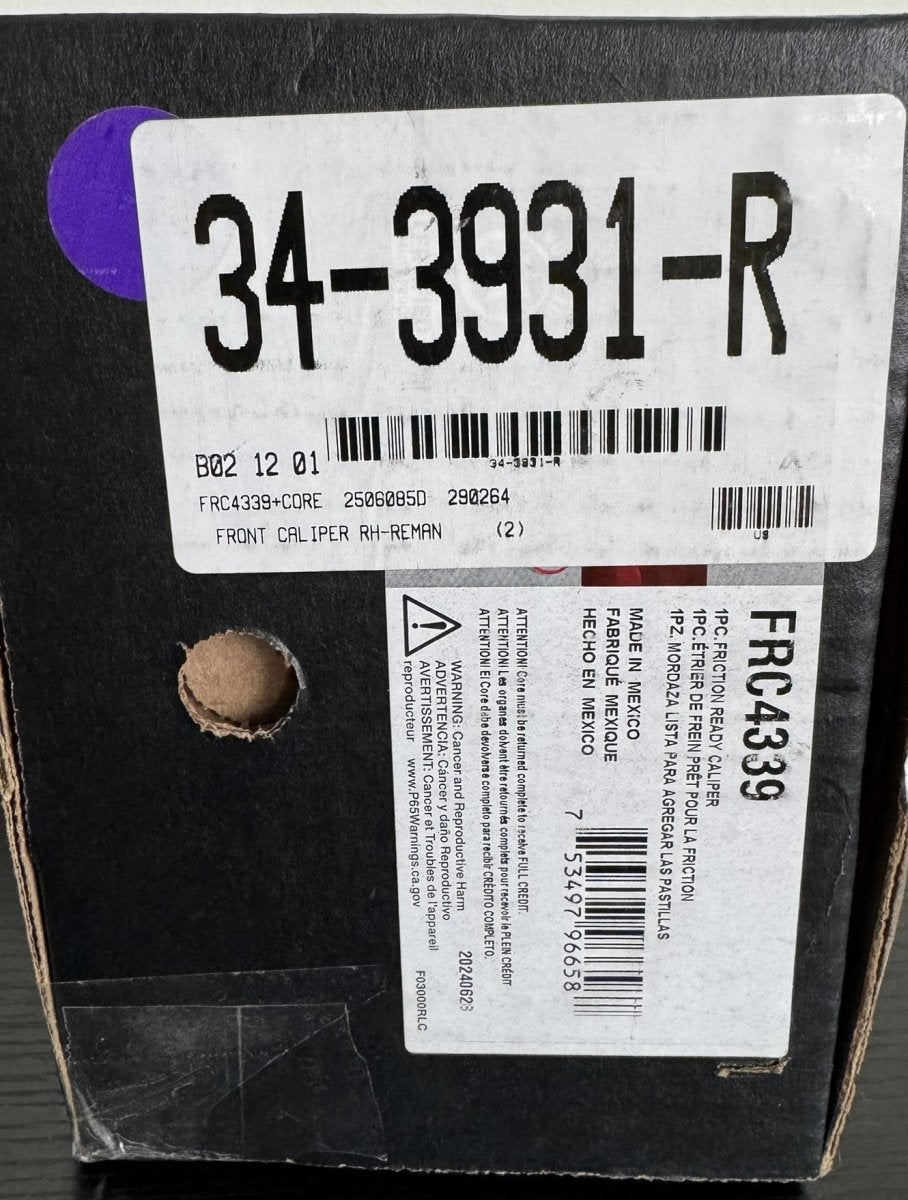 34-3931-R
B02 12 01
34-3931-R
FRC4339+CORE 2506085D 290264
US
FRONT CALIPER RH-REMAN (2)
FRC4339
1PC. FRICTION READY CALIPER
1PC. ÉTRIER DE FREIN PRÊT POUR LA FRICTION
1PZ. MORDAZA LISTA PARA AGREGAR LAS PASTILLAS
MADE IN MEXICO
FABRIQUÉ MEXIQUE
HECHO EN MEXICO
7 53497 96658
ATTENTION! Core must be returned complete to receive FULL CREDIT.
ATTENTION! Les organes doivent être retournés complets pour recevoir le PLEIN CRÉDIT
ATTENTION! El Core debe devolverse completo para recibir CRÉDITO COMPLETO.
20240623
WARNING: Cancer and Reproductive Harm
ADVERTENCIA: Cáncer y daño Reproductivo
AVERTISSEMENT: Cancer et Troubles de l'appareil
reproducteur www.P65Warnings.ca.gov
F03000RLC